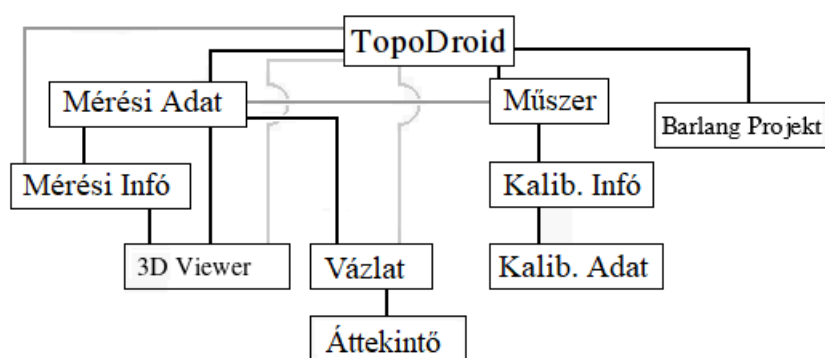 TopoDroid
Mérési Adat
Műszer
Barlang Projekt
Mérési Infó
Kalib. Infó
3D Viewer
Vázlat
Kalib. Adat
Áttekintő